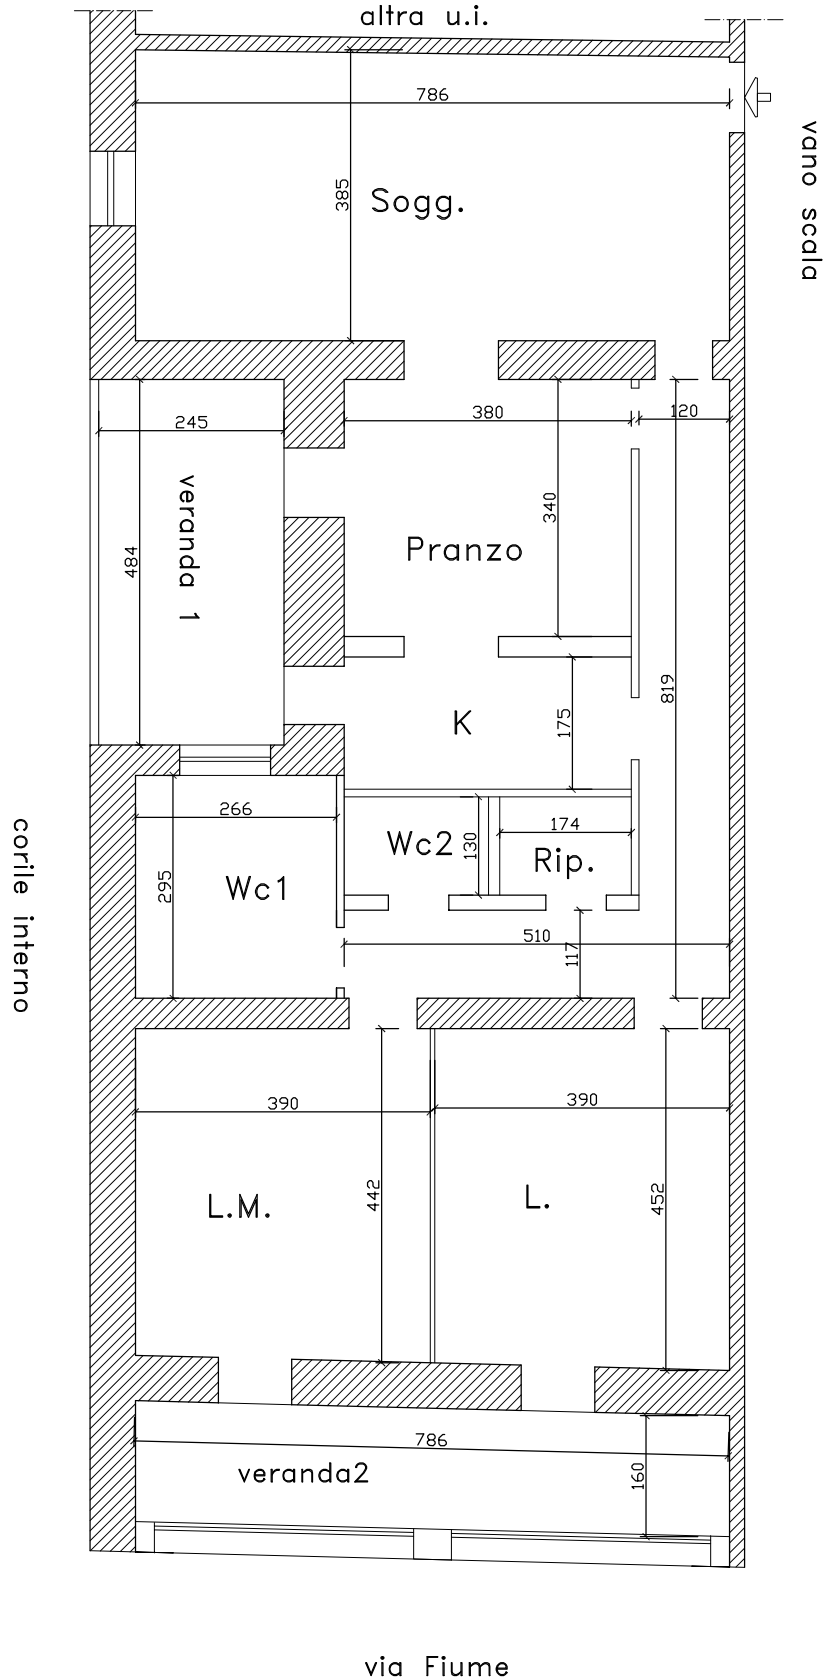 altra u.i.
786
385
Sogg.
vano scala
245
380
120
veranda 1
484
340
Pranzo
819
K
175
266
295
Wc1
Wc2
130
174
Rip.
510
117
corile interno
390
390
442
452
L.M.
L.
786
160
veranda2
via Fiume